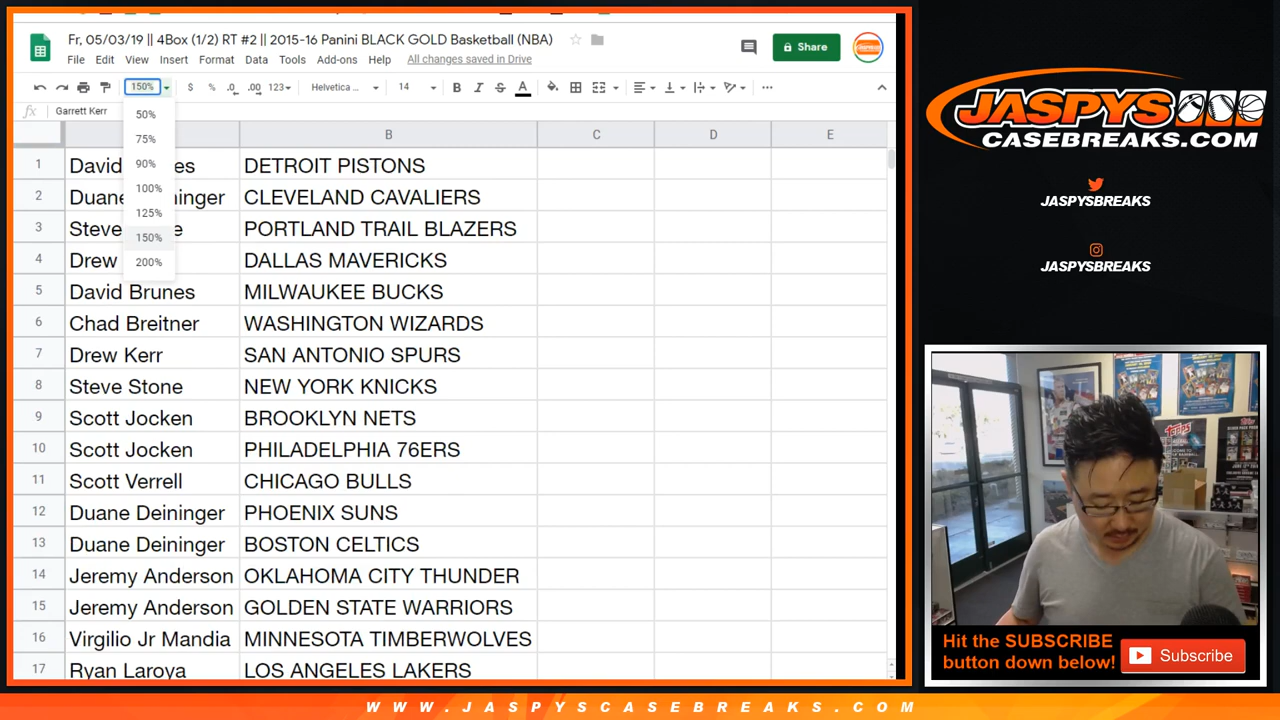 Fr, 05/03/19 || 4Box (1/2) RT #2 || 2015-16 Panini BLACK GOLD Basketball (NBA)
Share
File Edit View Insert Format Data Tools Add-ons Help All changes saved in Drive
150% $ % .0 .00 123 Helvetica ... 14 B I S A
fx Garrett Kerr
50%
75%
90%
100%
125%
150%
200%
B C D E
1 David es DETROIT PISTONS
2 Duane ininger CLEVELAND CAVALIERS
3 Steve e PORTLAND TRAIL BLAZERS
4 Drew DALLAS MAVERICKS
5 David Brunes MILWAUKEE BUCKS
6 Chad Breitner WASHINGTON WIZARDS
7 Drew Kerr SAN ANTONIO SPURS
8 Steve Stone NEW YORK KNICKS
9 Scott Jocken BROOKLYN NETS
10 Scott Jocken PHILADELPHIA 76ERS
11 Scott Verrell CHICAGO BULLS
12 Duane Deininger PHOENIX SUNS
13 Duane Deininger BOSTON CELTICS
14 Jeremy Anderson OKLAHOMA CITY THUNDER
15 Jeremy Anderson GOLDEN STATE WARRIORS
16 Virgilio Jr Mandia MINNESOTA TIMBERWOLVES
17 Ryan Laroya LOS ANGELES LAKERS
JASPYS
CASEBREAKS.COM
JASPYSBREAKS
JASPYSBREAKS
Hit the SUBSCRIBE
button down below!
Subscribe
WWW.JASPYSCASEBREAKS.COM